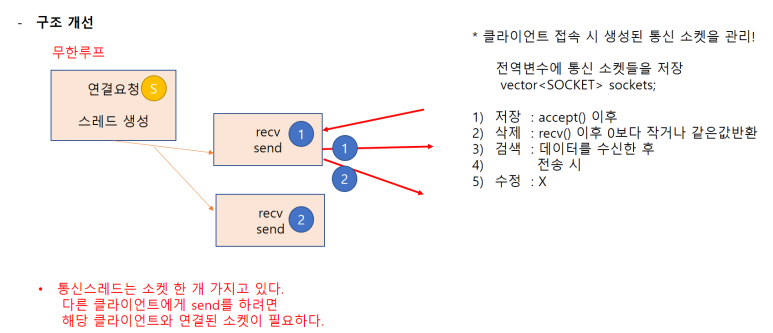 - 구조 개선
무한루프
연결요청 S
스레드 생성
recv
send
1
1
2
recv
send
2
* 클라이언트 접속 시 생성된 통신 소켓을 관리!
전역변수에 통신 소켓들을 저장
vector<SOCKET> sockets;
1) 저장 : accept() 이후
2) 삭제 : recv() 이후 0보다 작거나 같은값반환
3) 검색 : 데이터를 수신한 후
4) 전송 시
5) 수정 : X
• 통신스레드는 소켓 한 개 가지고 있다.
다른 클라이언트에게 send를 하려면
해당 클라이언트와 연결된 소켓이 필요하다.